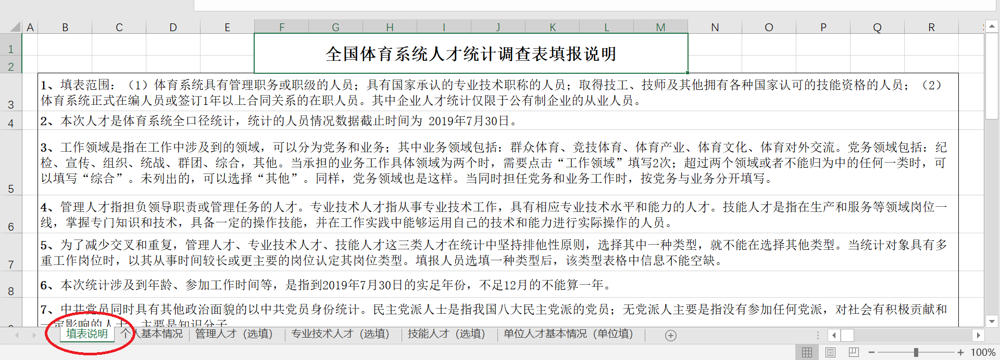 A B C D E F G H I J K L M N O P Q R
1
全国体育系统人才统计调查表填报说明
2
1、填表范围：（1）体育系统具有管理职务或职级的人员；具有国家承认的专业技术职称的人员；取得技工、技师及其他拥有各种国家认可的技能资格的人员；（2）
体育系统正式在编人员或签订1年以上合同关系的在职人员。其中企业人才统计仅限于公有制企业的从业人员。
3
2、本次人才是体育系统全口径统计，统计的人员情况数据截止时间为 2019年7月30日。
4
3、工作领域是指在工作中涉及到的领域，可以分为党务和业务；其中业务领域包括：群众体育、竞技体育、体育产业、体育文化、体育对外交流。党务领域包括：纪
检、宣传、组织、统战、群团、综合，其他。当承担的业务工作具体领域为两个时，需要点击“工作领域”填写2次；超过两个领域或者不能归为中的任何一类时，可
以填写“综合”。未列出的，可以选择“其他”。同样，党务领域也是这样。当同时担任党务和业务工作时，按党务与业务分开填写。
5
4、管理人才指担负领导职责或管理任务的人才。专业技术人才指从事专业技术工作，具有相应专业技术水平和能力的人才。技能人才是指在生产和服务等领域岗位一
线，掌握专门知识和技术，具备一定的操作技能，并在工作实践中能够运用自己的技术和能力进行实际操作的人员。
6
5、为了减少交叉和重复，管理人才、专业技术人才、技能人才这三类人才在统计中坚持排他性原则，选择其中一种类型，就不能在选择其他类型。当统计对象具有多
重工作岗位时，以其从事时间较长或更主要的岗位认定其岗位类型。填报人员选填一种类型后，该类型表格中信息不能空缺。
7
6、本次统计涉及到年龄、参加工作时间等，是指到2019年7月30日的实足年份，不足12月的不能算一年。
8
7、中共党员同时具有其他政治面貌的以中共党员身份统计。民主党派人士是指我国八大民主党派的党员；无党派人主要是指没有参加任何党派，对社会有积极贡献和
一定影响的人士，主要是知识分子
填表说明 个人基本情况 管理人才（选填） 专业技术人才（选填） 技能人才（选填） 单位人才基本情况（单位填）
100%